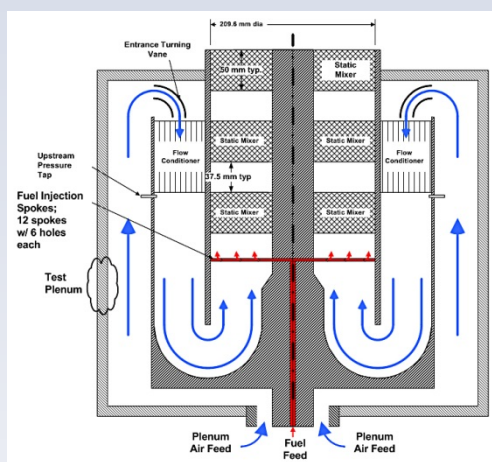 209.6 mm dia
Entrance Turning
Vane
50 mm typ.
Static
Mixer
Flow
Conditioner
Static Mixer
Static Mixer
Flow
Conditioner
Upstream
Pressure
Tap
37.5 mm typ
Fuel Injection
Spokes;
12 spokes
w/ 6 holes
each
Static Mixer
Static Mixer
Test
Plenum
Plenum
Air Feed
Fuel
Feed
Plenum
Air Feed